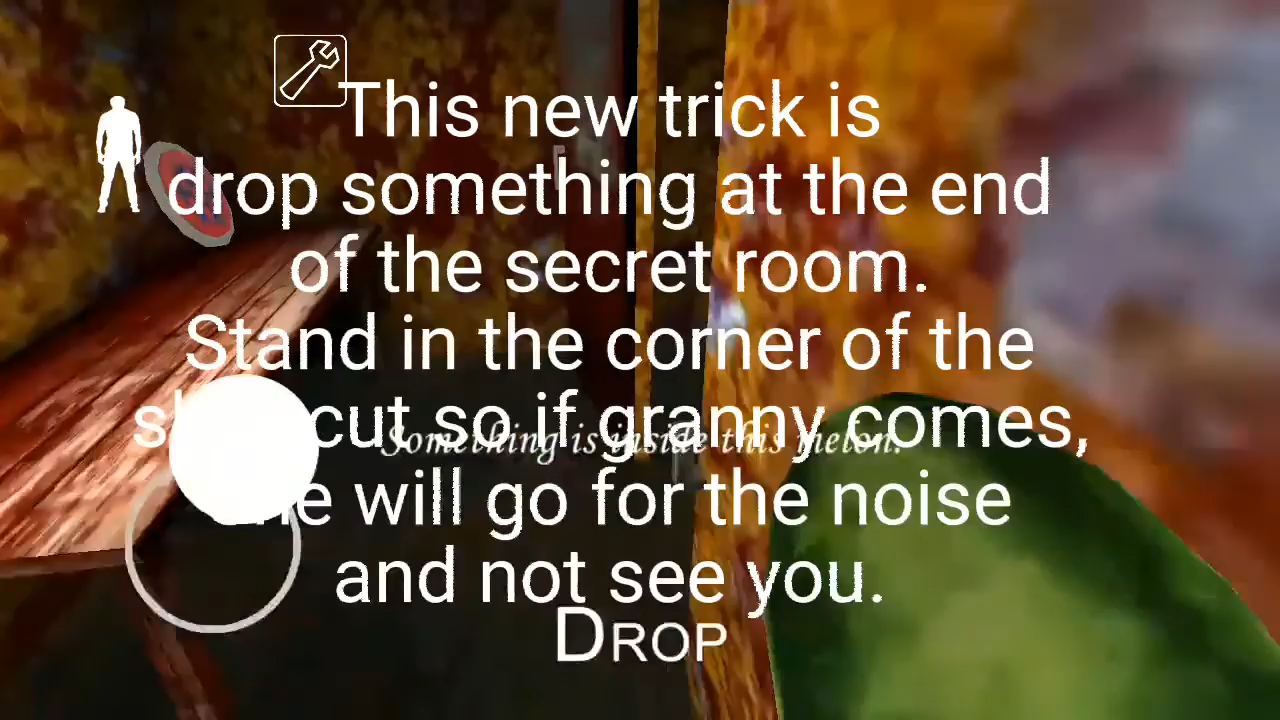 This new trick is
drop something at the end
of the secret room.
Stand in the corner of the
cut so if granny comes,
will go for the noise
and not see you.
Something is inside this melon.
DROP